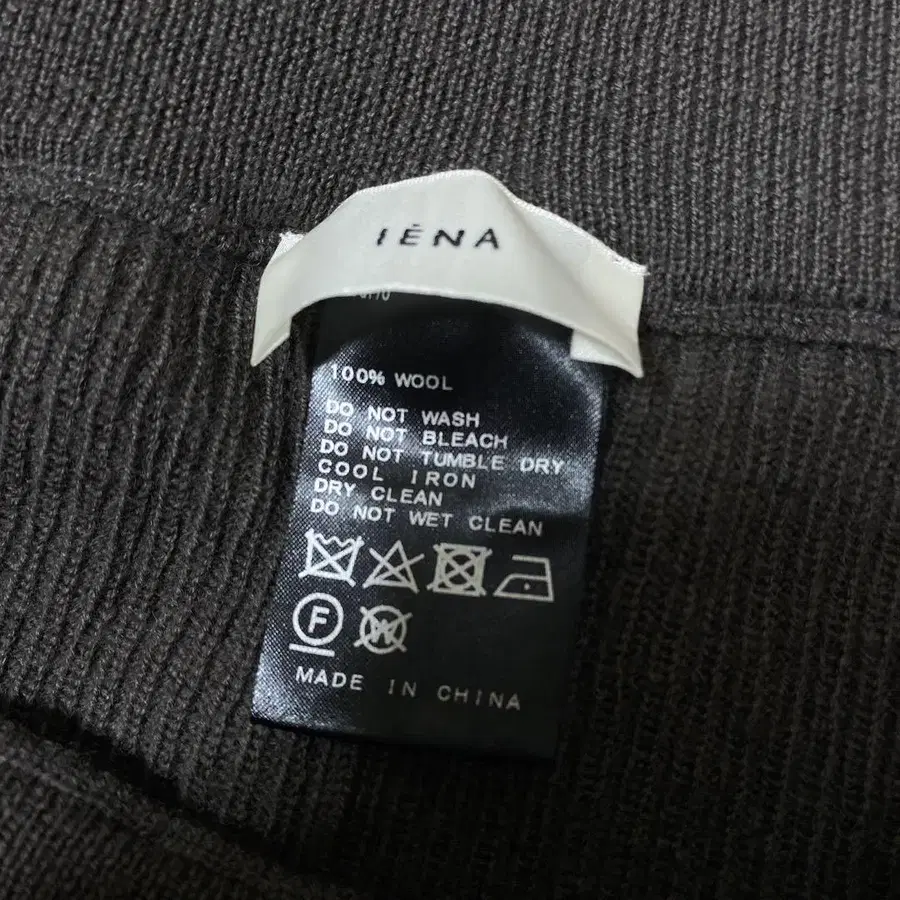 IÉNA
100% WOOL
DO NOT WASH
DO NOT BLEACH
DO NOT TUMBLE DRY
COOL IRON
DRY CLEAN
DO NOT WET CLEAN
F W
MADE IN CHINA